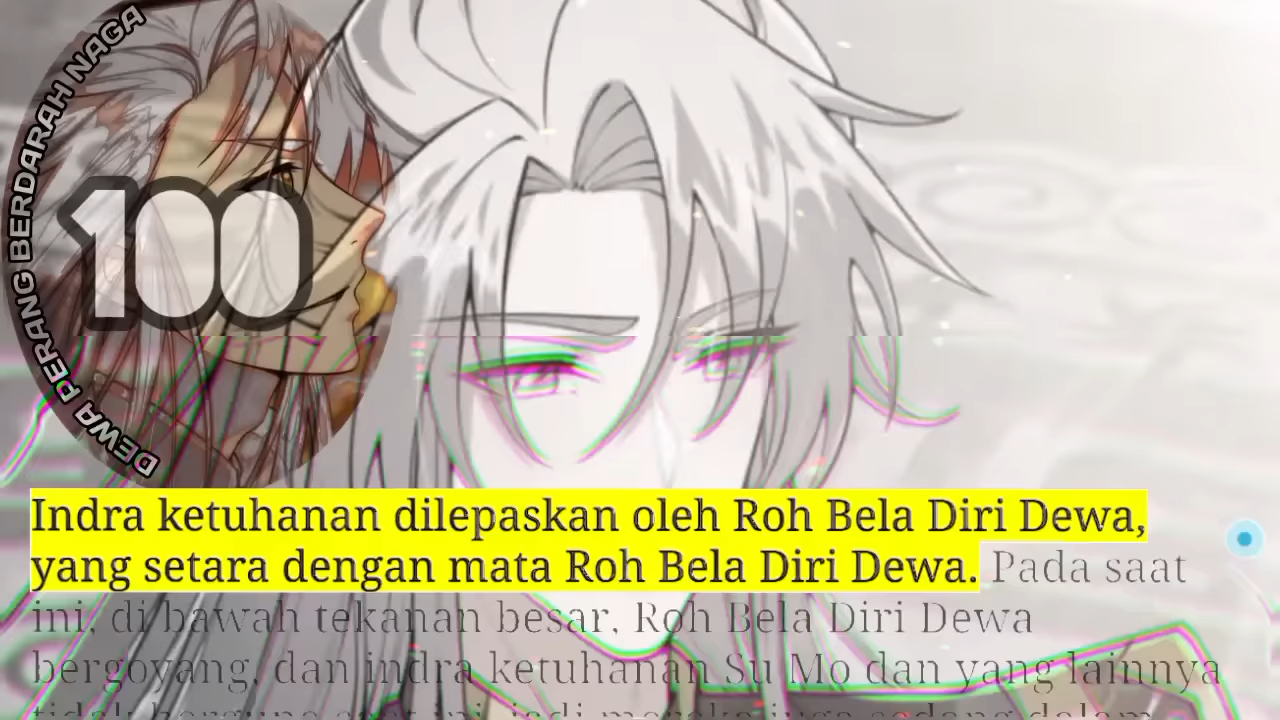 DEWA PERANG BERDARAH NAGA
100
Indra ketuhanan dilepaskan oleh Roh Bela Diri Dewa,
yang setara dengan mata Roh Bela Diri Dewa. Pada saat
ini, di bawah tekanan besar, Roh Bela Diri Dewa
bergoyang, dan indra ketuhanan Su Mo dan yang lainnya